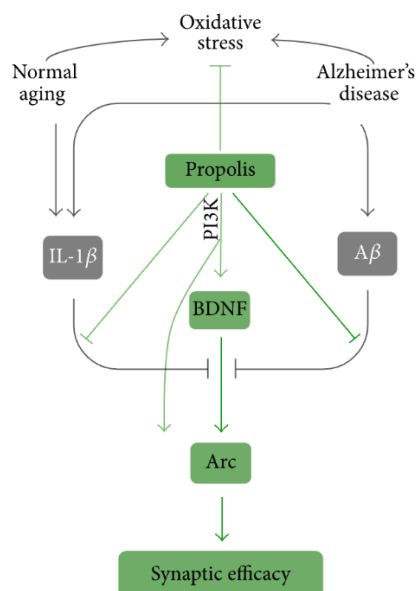 Oxidative
stress
Normal
aging
Alzheimer's
disease
Propolis
PI3K
IL-1β
Aβ
BDNF
Arc
Synaptic efficacy